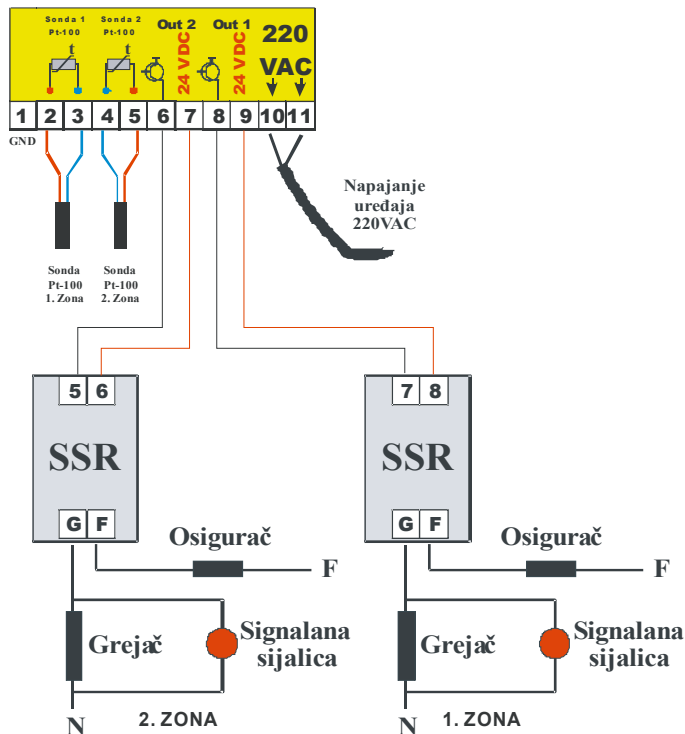 Sonda 1 Sonda 2 Out 2 Out 1 220
Pt-100 Pt-100
24 VDC 24 VDC VAC
t t
1 2 3 4 5 6 7 8 9 10 11
GND
Napajanje
uređaja
220VAC
Sonda Sonda
Pt-100 Pt-100
1. Zona 2. Zona
5 6 7 8
SSR SSR
G F G F
Osigurač Osigurač
F F
Grejač Signalana Grejač Signalana
sijalica sijalica
N 2. ZONA N 1. ZONA